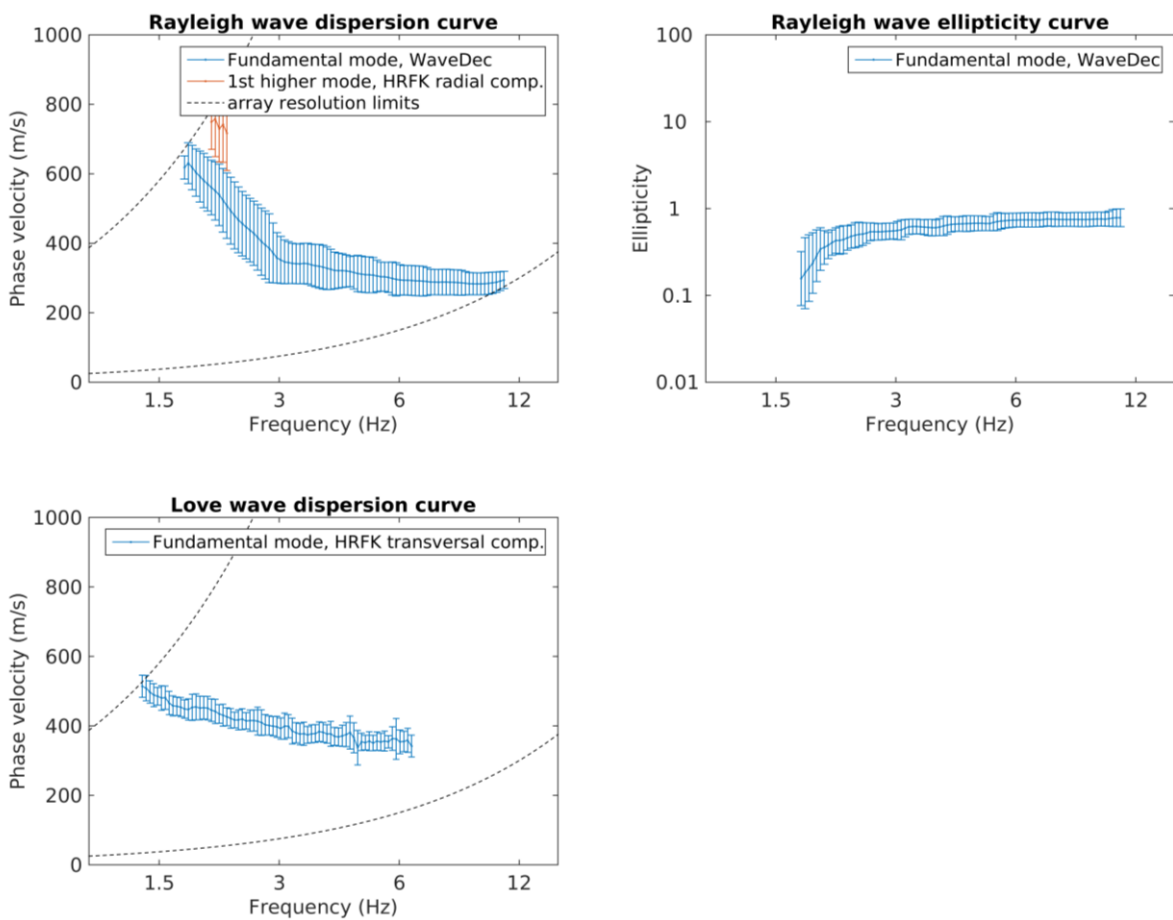 Rayleigh wave dispersion curve
1000
800
600
400
200
0
Phase velocity (m/s)
Fundamental mode, WaveDec
1st higher mode, HRFK radial comp.
array resolution limits
1.5
3
6
12
Frequency (Hz)
Rayleigh wave ellipticity curve
100
10
1
0.1
0.01
Ellipticity
Fundamental mode, WaveDec
1.5
3
6
12
Frequency (Hz)
Love wave dispersion curve
1000
800
600
400
200
0
Phase velocity (m/s)
Fundamental mode, HRFK transversal comp.
1.5
3
6
12
Frequency (Hz)